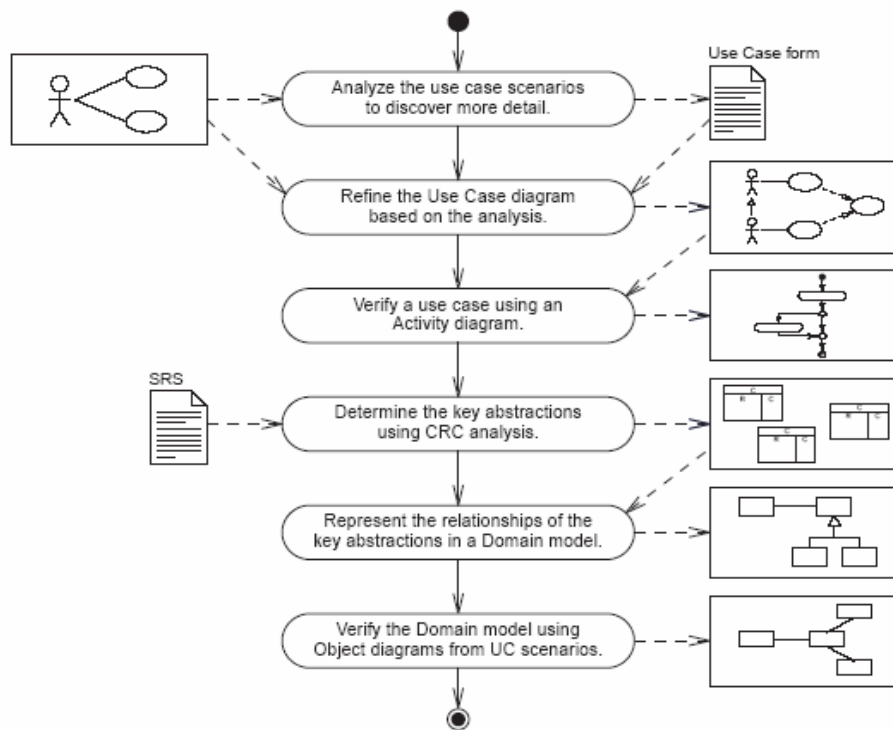 Use Case form
Analyze the use case scenarios
to discover more detail.
Refine the Use Case diagram
based on the analysis.
Verify a use case using an
Activity diagram.
SRS
Determine the key abstractions
using CRC analysis.
C
R C
C
R C
C
R C
Represent the relationships of the
key abstractions in a Domain model.
Verify the Domain model using
Object diagrams from UC scenarios.